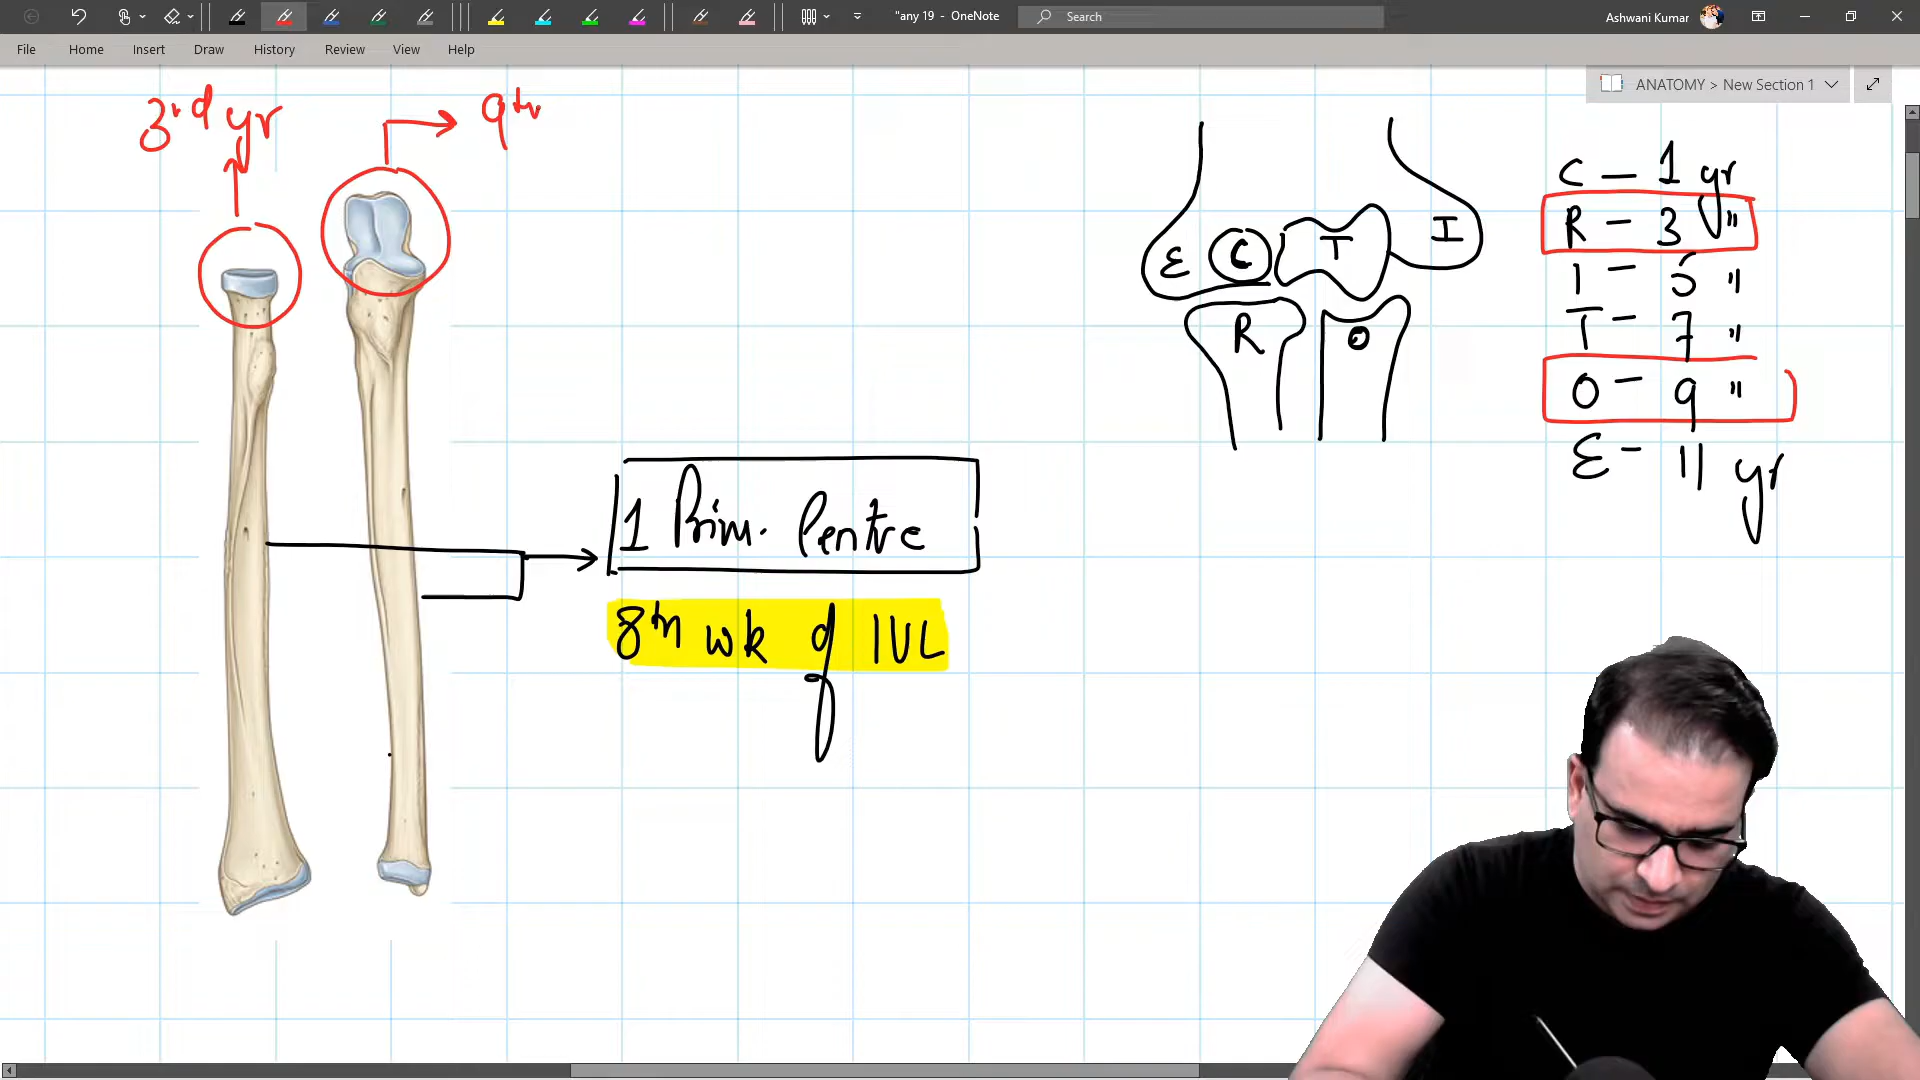 "any 19 - OneNote
Search
Ashwani Kumar
File Home Insert Draw History Review View Help
ANATOMY > New Section 1
3rd yr
9th
C — 1 yr
R — 3 "
I — 5 "
T — 7 "
O — 9 "
E — 11 yr
E C T I
R O
1 Prim. Centre
8th wk of IUL